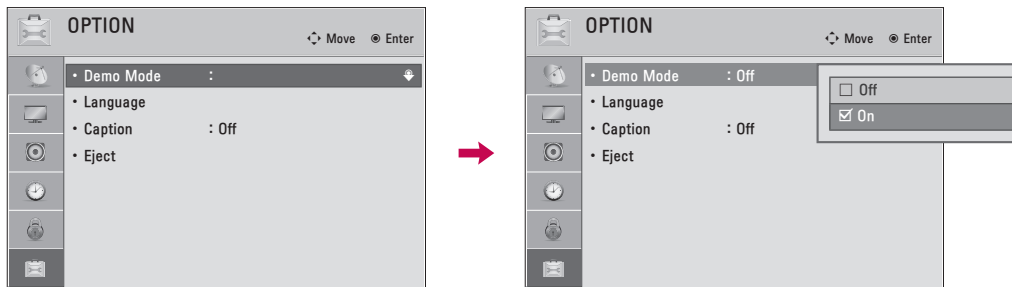 OPTION
Move Enter
• Demo Mode :
• Language
• Caption : Off
• Eject
OPTION
Move Enter
• Demo Mode : Off
• Language
• Caption : Off
• Eject
Off
On